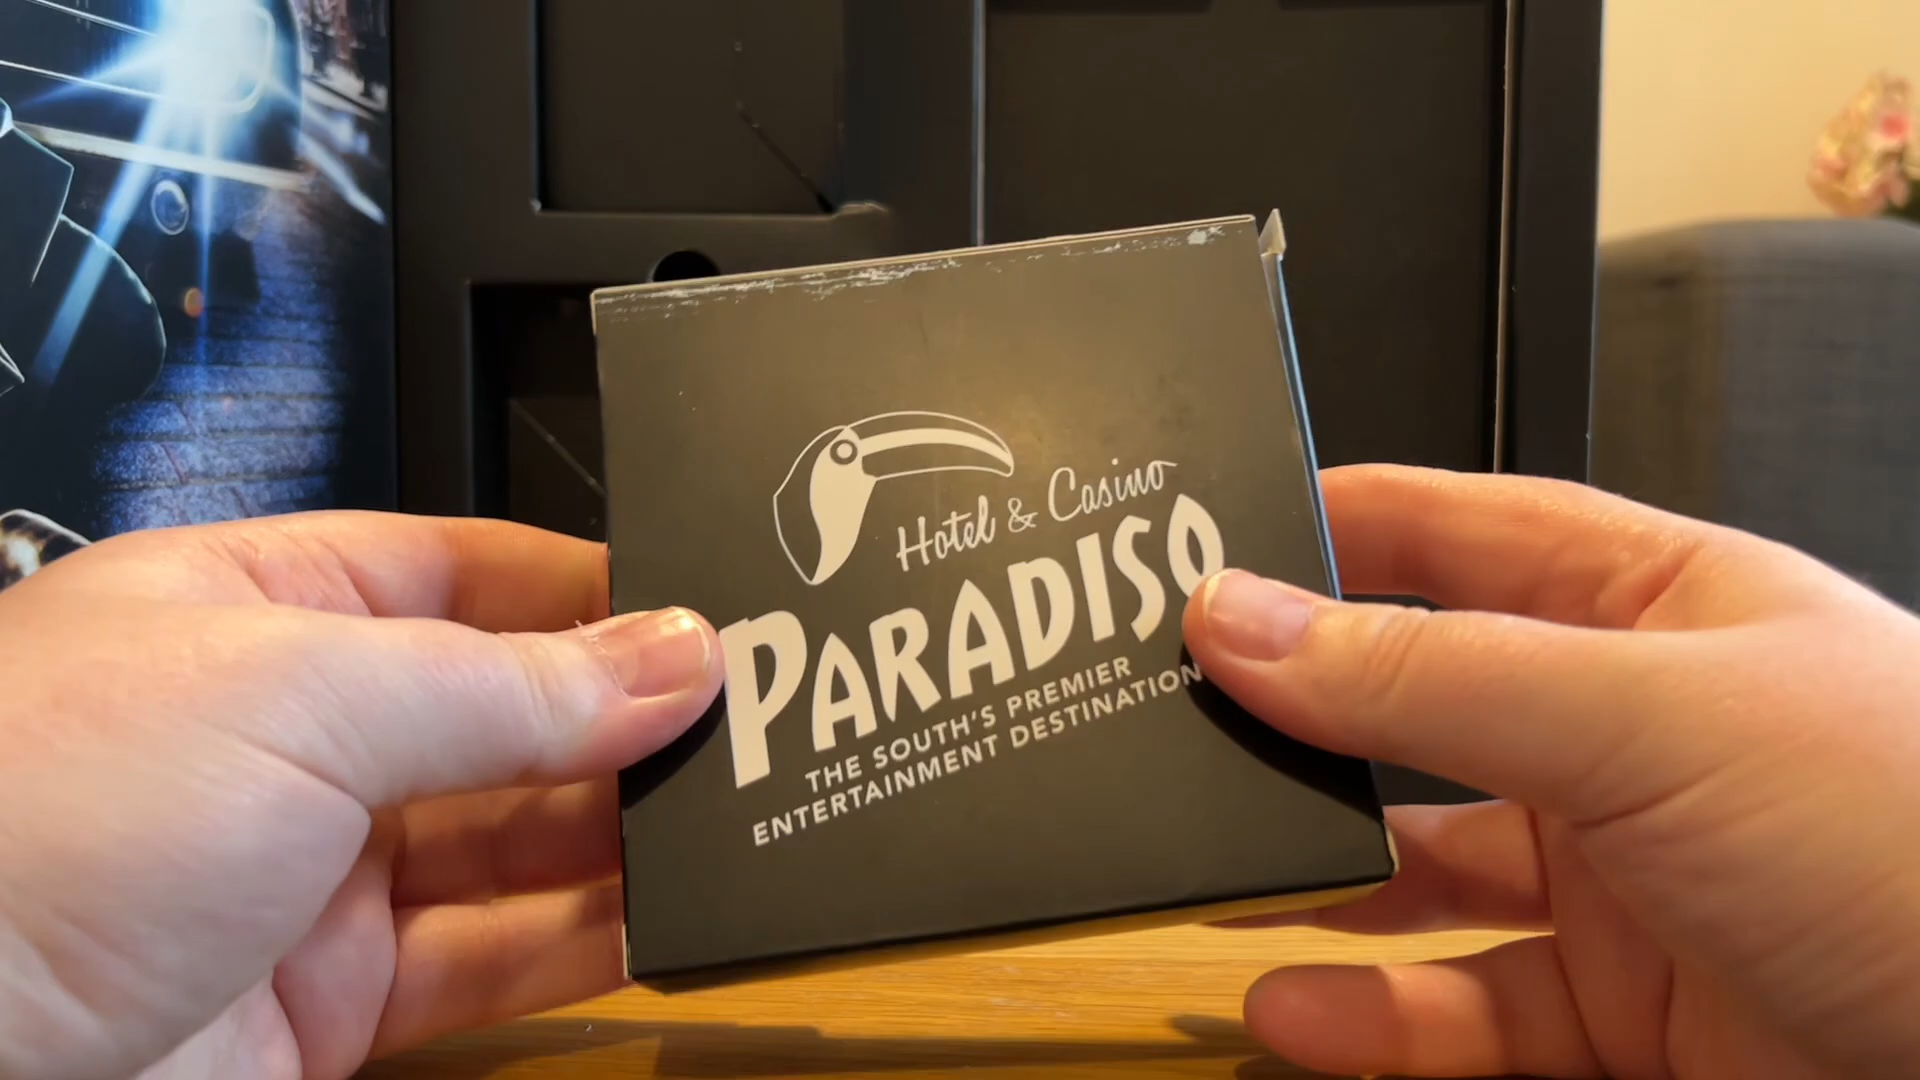 Hotel & Casino
PARADISO
THE SOUTH'S PREMIER
ENTERTAINMENT DESTINATION